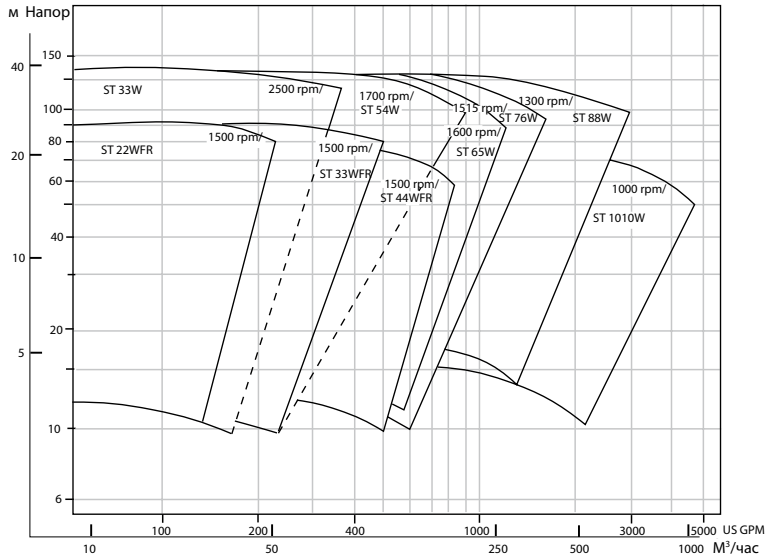 м Напор
150
40
100
80
20
60
40
10
20
5
10
6
ST 33W
2500 rpm/
1700 rpm/
ST 54W
1515 rpm/
ST 76W
1300 rpm/
ST 88W
ST 22WFR
1500 rpm/
1500 rpm/
ST 33WFR
1600 rpm/
ST 65W
1500 rpm/
ST 44WFR
1000 rpm/
ST 1010W
100 200 400 1000 3000 5000 US GPM
10 50 250 500 1000 М³/час